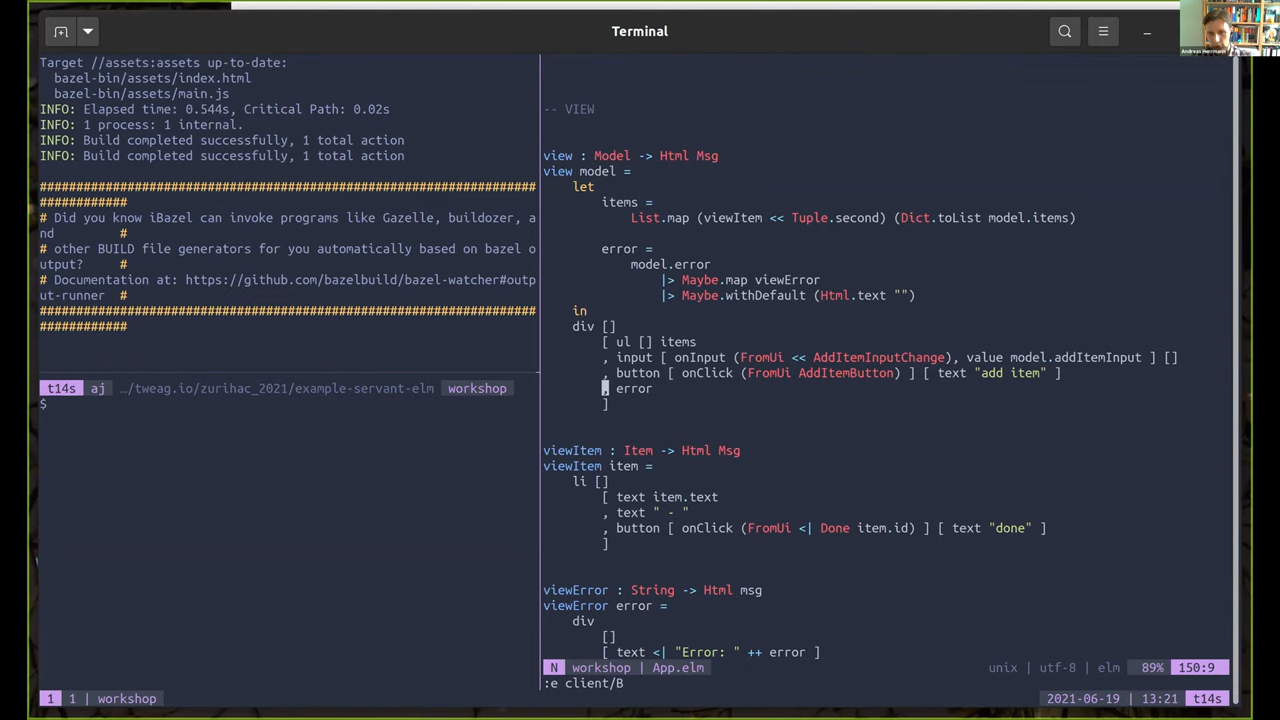 Terminal
Andreas Herrmann
Target //assets:assets up-to-date:
  bazel-bin/assets/index.html
  bazel-bin/assets/main.js
INFO: Elapsed time: 0.544s, Critical Path: 0.02s
INFO: 1 process: 1 internal.
INFO: Build completed successfully, 1 total action
INFO: Build completed successfully, 1 total action
####################################################################
############
# Did you know iBazel can invoke programs like Gazelle, buildozer, a
nd         #
# other BUILD file generators for you automatically based on bazel o
utput?     #
# Documentation at: https://github.com/bazelbuild/bazel-watcher#outp
ut-runner  #
####################################################################
############
t14s aj …/tweag.io/zurihac_2021/example-servant-elm workshop
$
-- VIEW
view : Model -> Html Msg
view model =
    let
        items =
            List.map (viewItem << Tuple.second) (Dict.toList model.items)
        error =
            model.error
                |> Maybe.map viewError
                |> Maybe.withDefault (Html.text "")
    in
    div []
        [ ul [] items
        , input [ onInput (FromUi << AddItemInputChange), value model.addItemInput ] []
        , button [ onClick (FromUi AddItemButton) ] [ text "add item" ]
        , error
        ]
viewItem : Item -> Html Msg
viewItem item =
    li []
        [ text item.text
        , text " - "
        , button [ onClick (FromUi <| Done item.id) ] [ text "done" ]
        ]
viewError : String -> Html msg
viewError error =
    div
        []
        [ text <| "Error: " ++ error ]
N workshop | App.elm unix | utf-8 | elm 89% 150:9
:e client/B
1 1 | workshop 2021-06-19 | 13:21 t14s